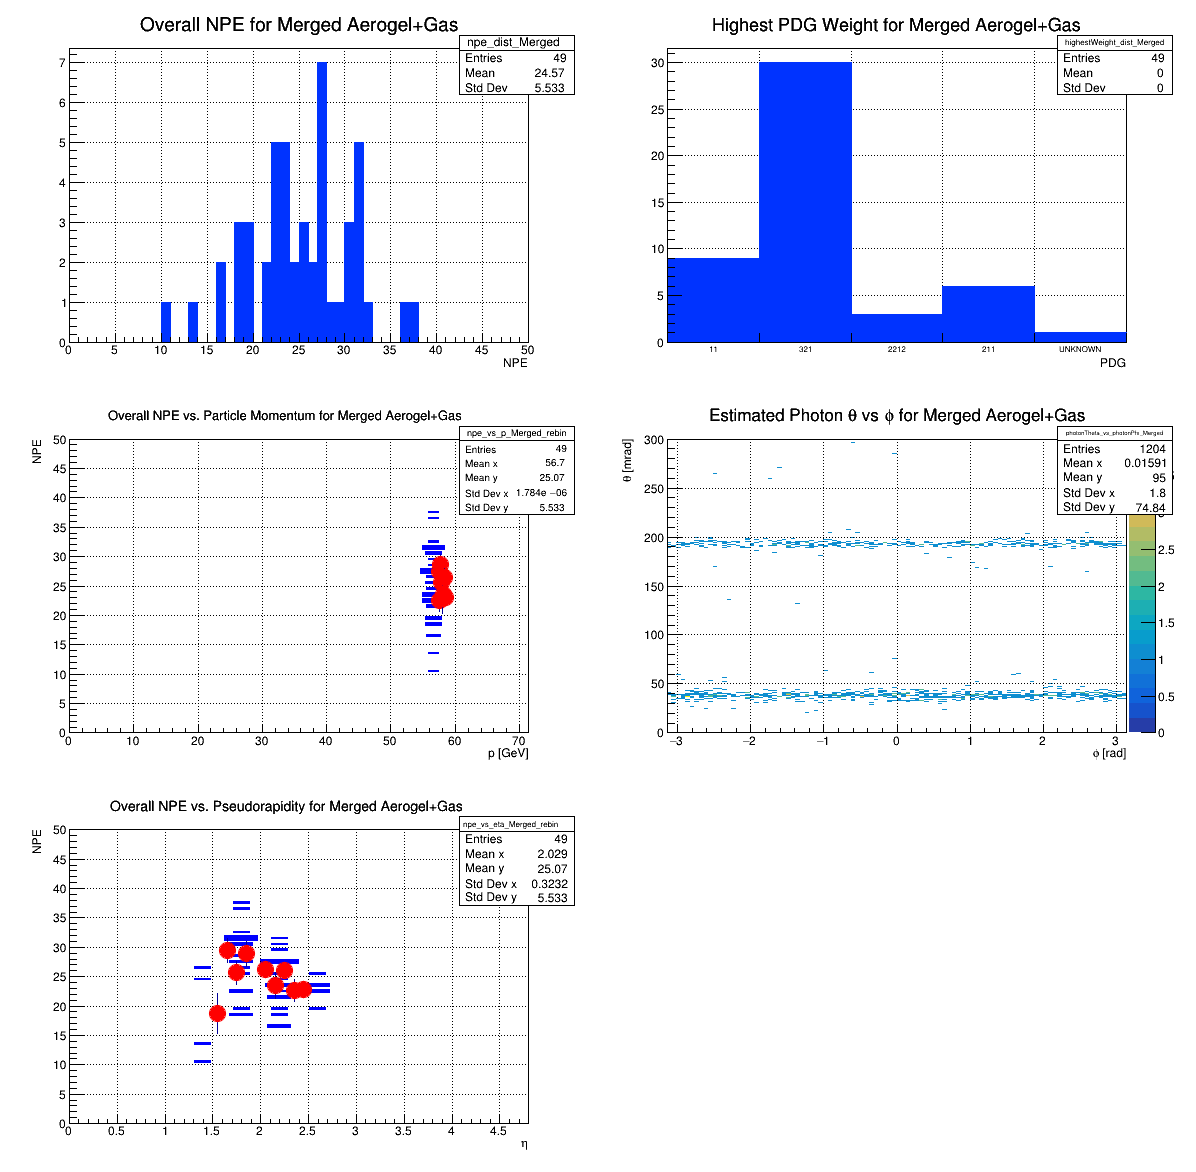 Overall NPE for Merged Aerogel+Gas
npe_dist_Merged
Entries 49
Mean 24.57
Std Dev 5.533
7
6
5
4
3
2
1
0
0 5 10 15 20 25 30 35 40 45 50
NPE
Highest PDG Weight for Merged Aerogel+Gas
highestWeight_dist_Merged
Entries 49
Mean 0
Std Dev 0
30
25
20
15
10
5
0
11 321 2212 211 UNKNOWN
PDG
Overall NPE vs. Particle Momentum for Merged Aerogel+Gas
npe_vs_p_Merged_rebin
Entries 49
Mean x 56.7
Mean y 25.07
Std Dev x 1.784e −06
Std Dev y 5.533
NPE
50
45
40
35
30
25
20
15
10
5
0
0 10 20 30 40 50 60 70
p [GeV]
Estimated Photon θ vs ϕ for Merged Aerogel+Gas
photonTheta_vs_photonPhi_Merged
Entries 1204
Mean x 0.01591
Mean y 95
Std Dev x 1.8
Std Dev y 74.84
θ [mrad]
300
250
200
150
100
50
0
−3 −2 −1 0 1 2 3
ϕ [rad]
2.5
2
1.5
1
0.5
0
Overall NPE vs. Pseudorapidity for Merged Aerogel+Gas
npe_vs_eta_Merged_rebin
Entries 49
Mean x 2.029
Mean y 25.07
Std Dev x 0.3232
Std Dev y 5.533
NPE
50
45
40
35
30
25
20
15
10
5
0
0 0.5 1 1.5 2 2.5 3 3.5 4 4.5
η